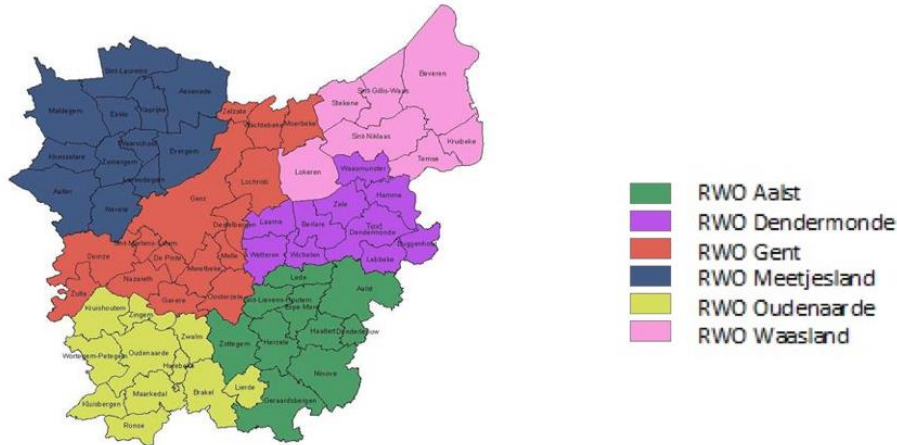 Sint-Laureins
Assenede
Beveren
Maldegem
Kaprijke
Eeklo
Sint-Gillis-Waas
Stekene
Zelzate
Wachtebeke
Moerbeke
Waarschoot
Evergem
Sint-Niklaas
Kruibeke
Knesselare
Zomergem
Temse
Lokeren
Waasmunster
Lovendegem
Aalter
Lochristi
Gent
Hamme
Nevele
Zele
Destelbergen
Laarne
Berlare
Dendermonde
Buggenhout
Sint-Martens-Latem
Melle
Wetteren
Wichelen
Lebbeke
Deinze
De Pinte
Merelbeke
Nazareth
Lede
Aalst
Zulte
Gavere
Oosterzele
Sint-Lievens-Houtem
Erpe-Mere
Kruishoutem
Zingem
Haaltert
Denderleeuw
Zwalm
Zottegem
Herzele
Wortegem-Petegem
Oudenaarde
Horebeke
Ninove
Maarkedal
Brakel
Lierde
Kluisbergen
Geraardsbergen
Ronse
RWO Aalst
RWO Dendermonde
RWO Gent
RWO Meetjesland
RWO Oudenaarde
RWO Waasland